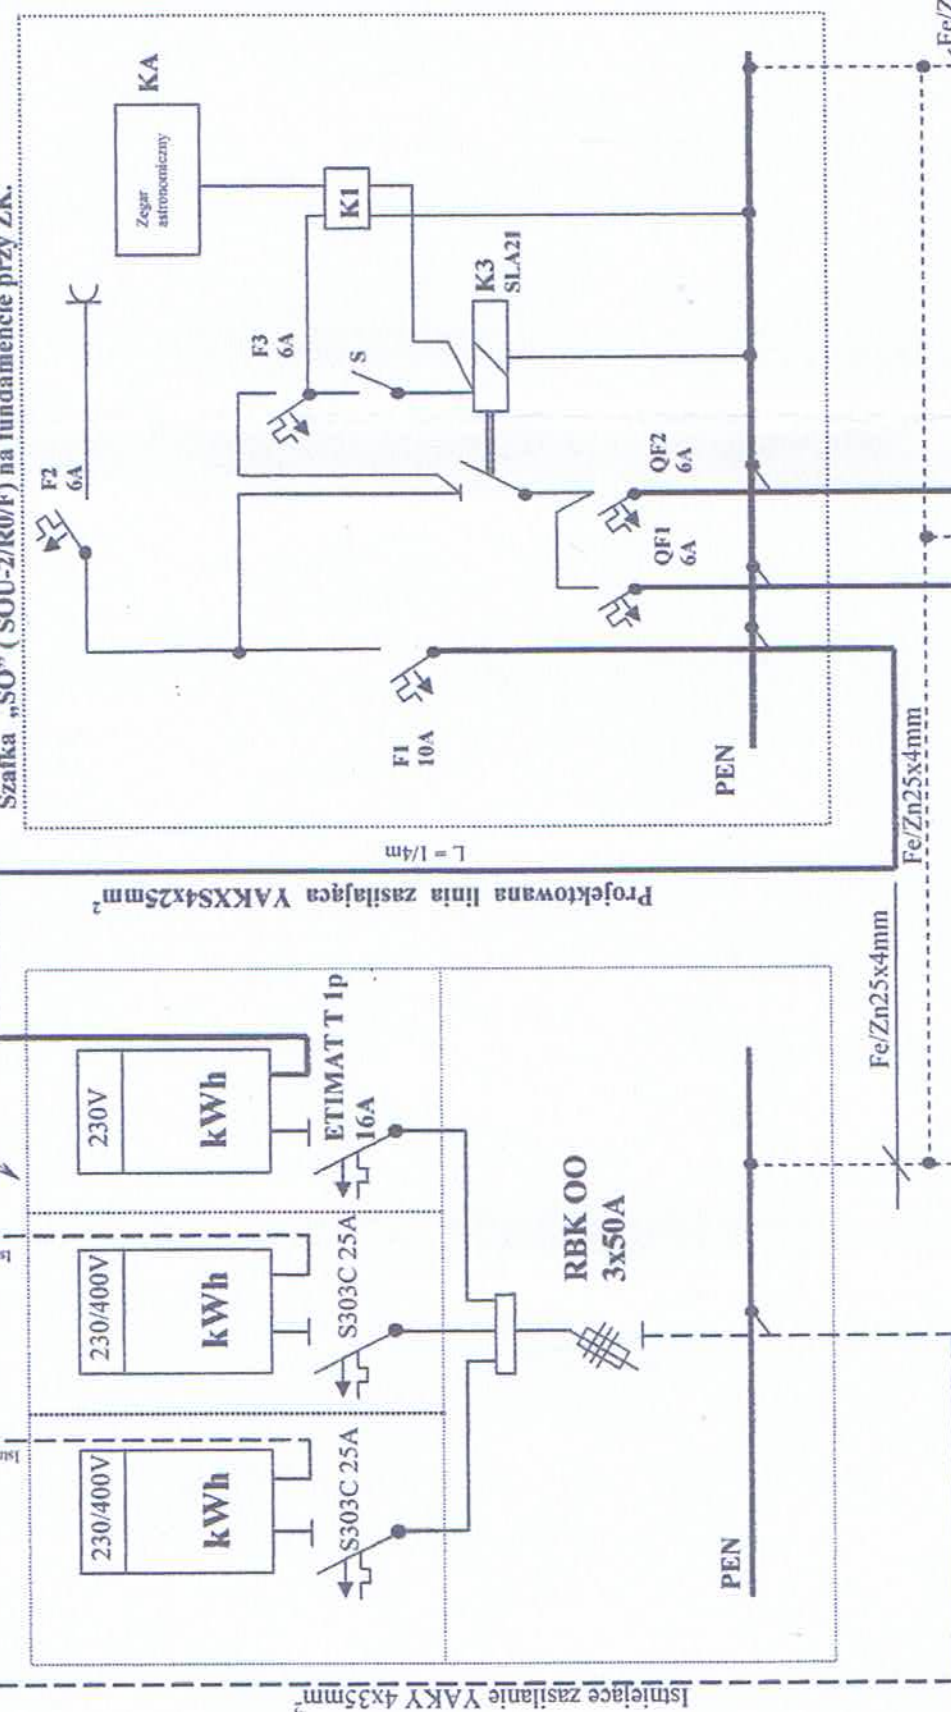 Szafka „SO” ( SOU-2/R0/F) na fundamencie przy ZK.
KA
Zegar
astronomiczny
F2
6A
K1
F3
6A
S
K3
SLA21
QF2
6A
QF1
6A
F1
10A
PEN
Fe/Zn25x4mm
L = 1/4m
Projektowana linia zasilająca YAKXS4x25mm²
Fe/Zn25x4mm
230V
kWh
ETIMAT T 1p
16A
230/400V
kWh
S303C 25A
230/400V
kWh
S303C 25A
RBK OO
3x50A
PEN
Istniejące zasilanie YAKY 4x35mm²